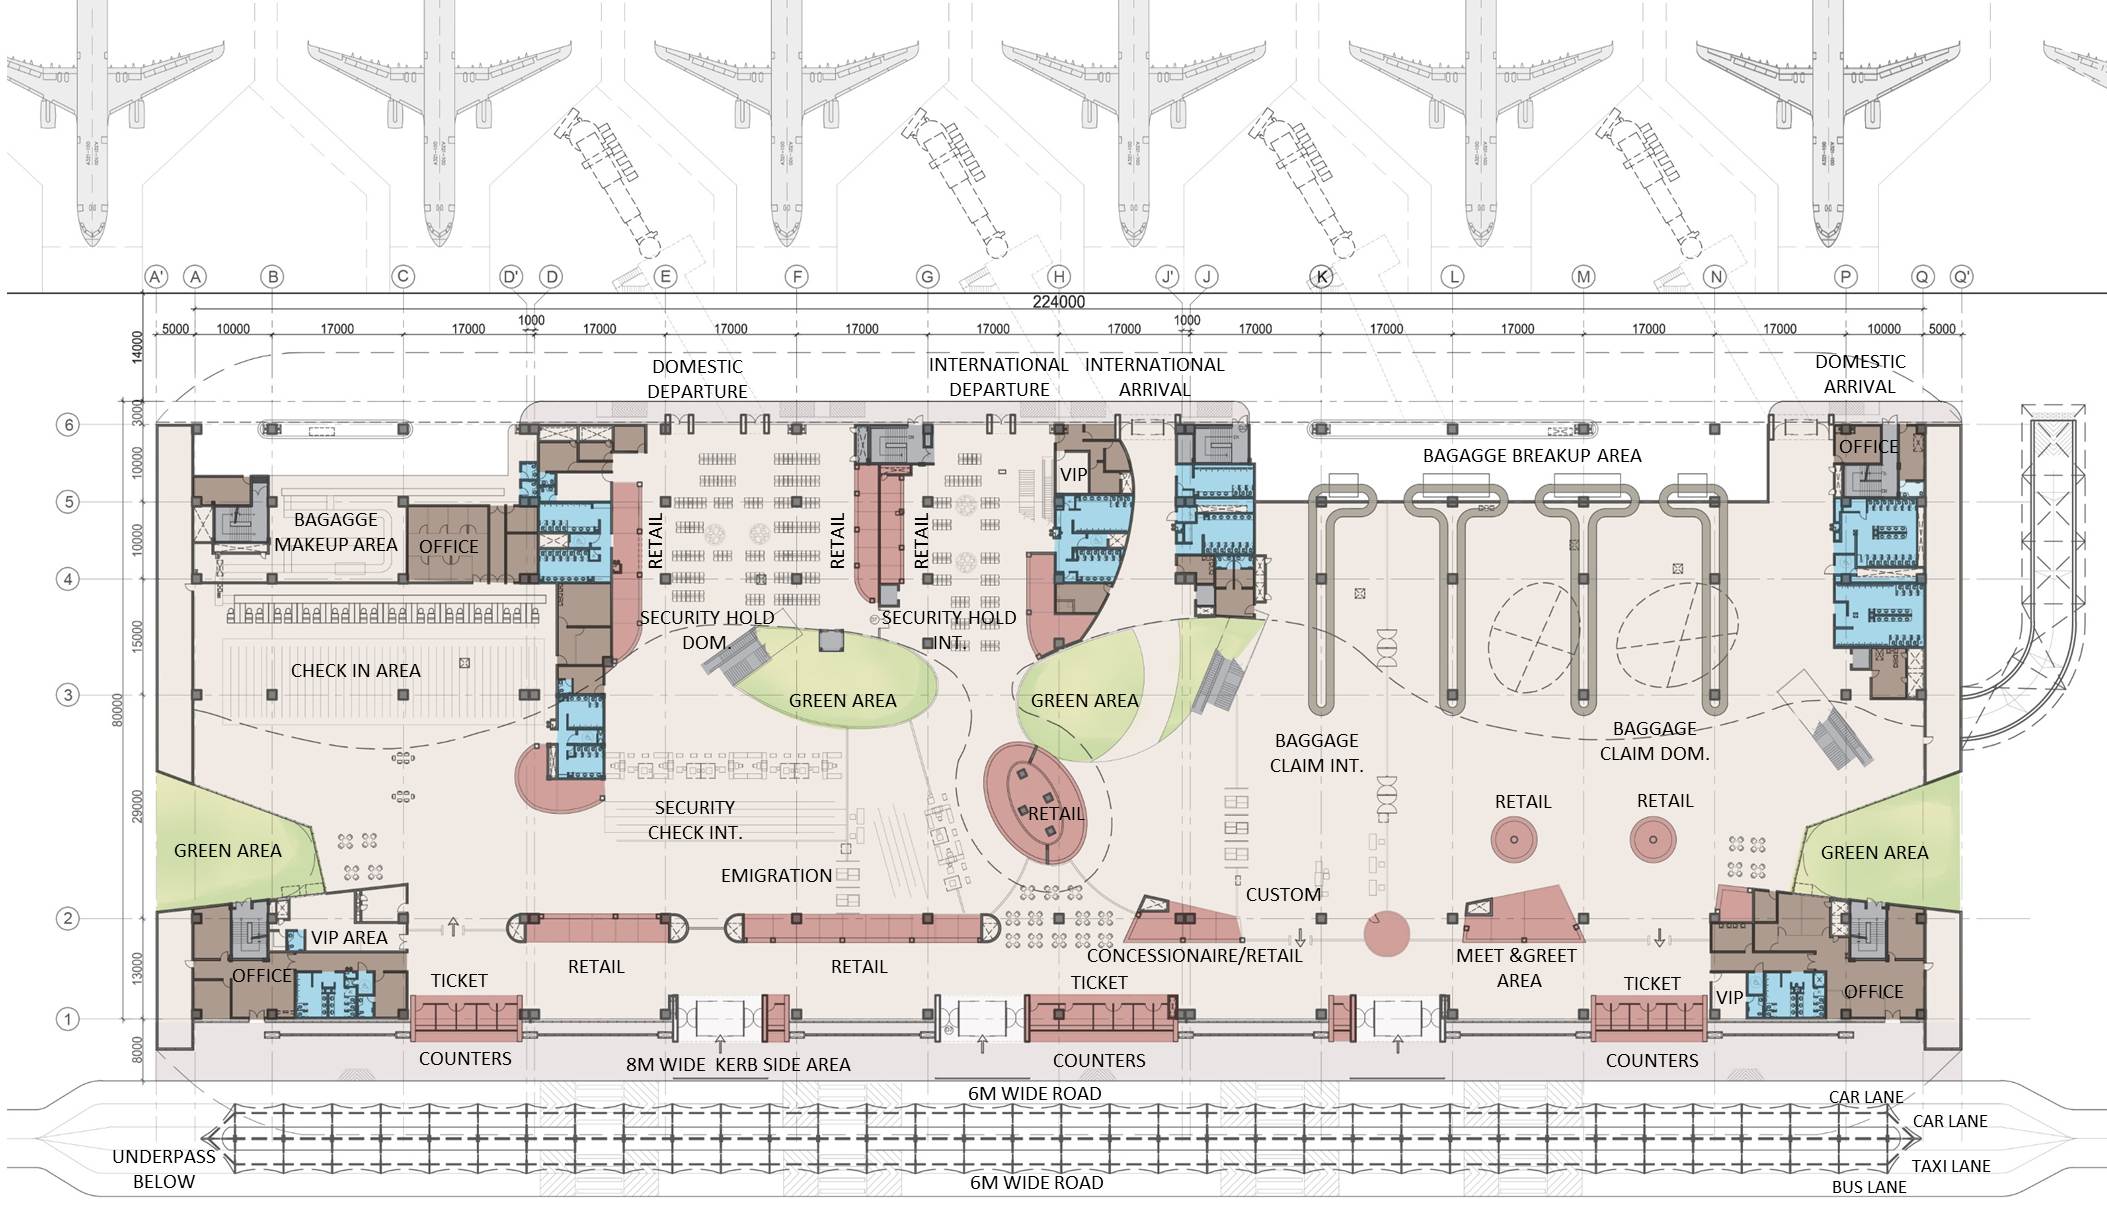 A'
A
B
C
D'
D
E
F
G
H
J'
J
K
L
M
N
P
Q
Q'
224000
5000
10000
17000
17000
1000
17000
17000
17000
17000
17000
1000
17000
17000
17000
17000
17000
10000
5000
14000
3000
10000
10000
15000
80000
29000
13000
8000
6
5
4
3
2
1
DOMESTIC
DEPARTURE
INTERNATIONAL
DEPARTURE
INTERNATIONAL
ARRIVAL
DOMESTIC
ARRIVAL
OFFICE
BAGAGGE BREAKUP AREA
VIP
BAGAGGE
MAKEUP AREA
OFFICE
RETAIL
RETAIL
RETAIL
SECURITY HOLD
DOM.
SECURITY HOLD
INT.
CHECK IN AREA
GREEN AREA
GREEN AREA
BAGGAGE
CLAIM INT.
BAGGAGE
CLAIM DOM.
SECURITY
CHECK INT.
RETAIL
RETAIL
RETAIL
GREEN AREA
GREEN AREA
EMIGRATION
CUSTOM
VIP AREA
OFFICE
TICKET
RETAIL
RETAIL
CONCESSIONAIRE/RETAIL
TICKET
MEET &GREET
AREA
TICKET
VIP
OFFICE
COUNTERS
8M WIDE KERB SIDE AREA
COUNTERS
COUNTERS
6M WIDE ROAD
CAR LANE
CAR LANE
UNDERPASS
BELOW
TAXI LANE
6M WIDE ROAD
BUS LANE